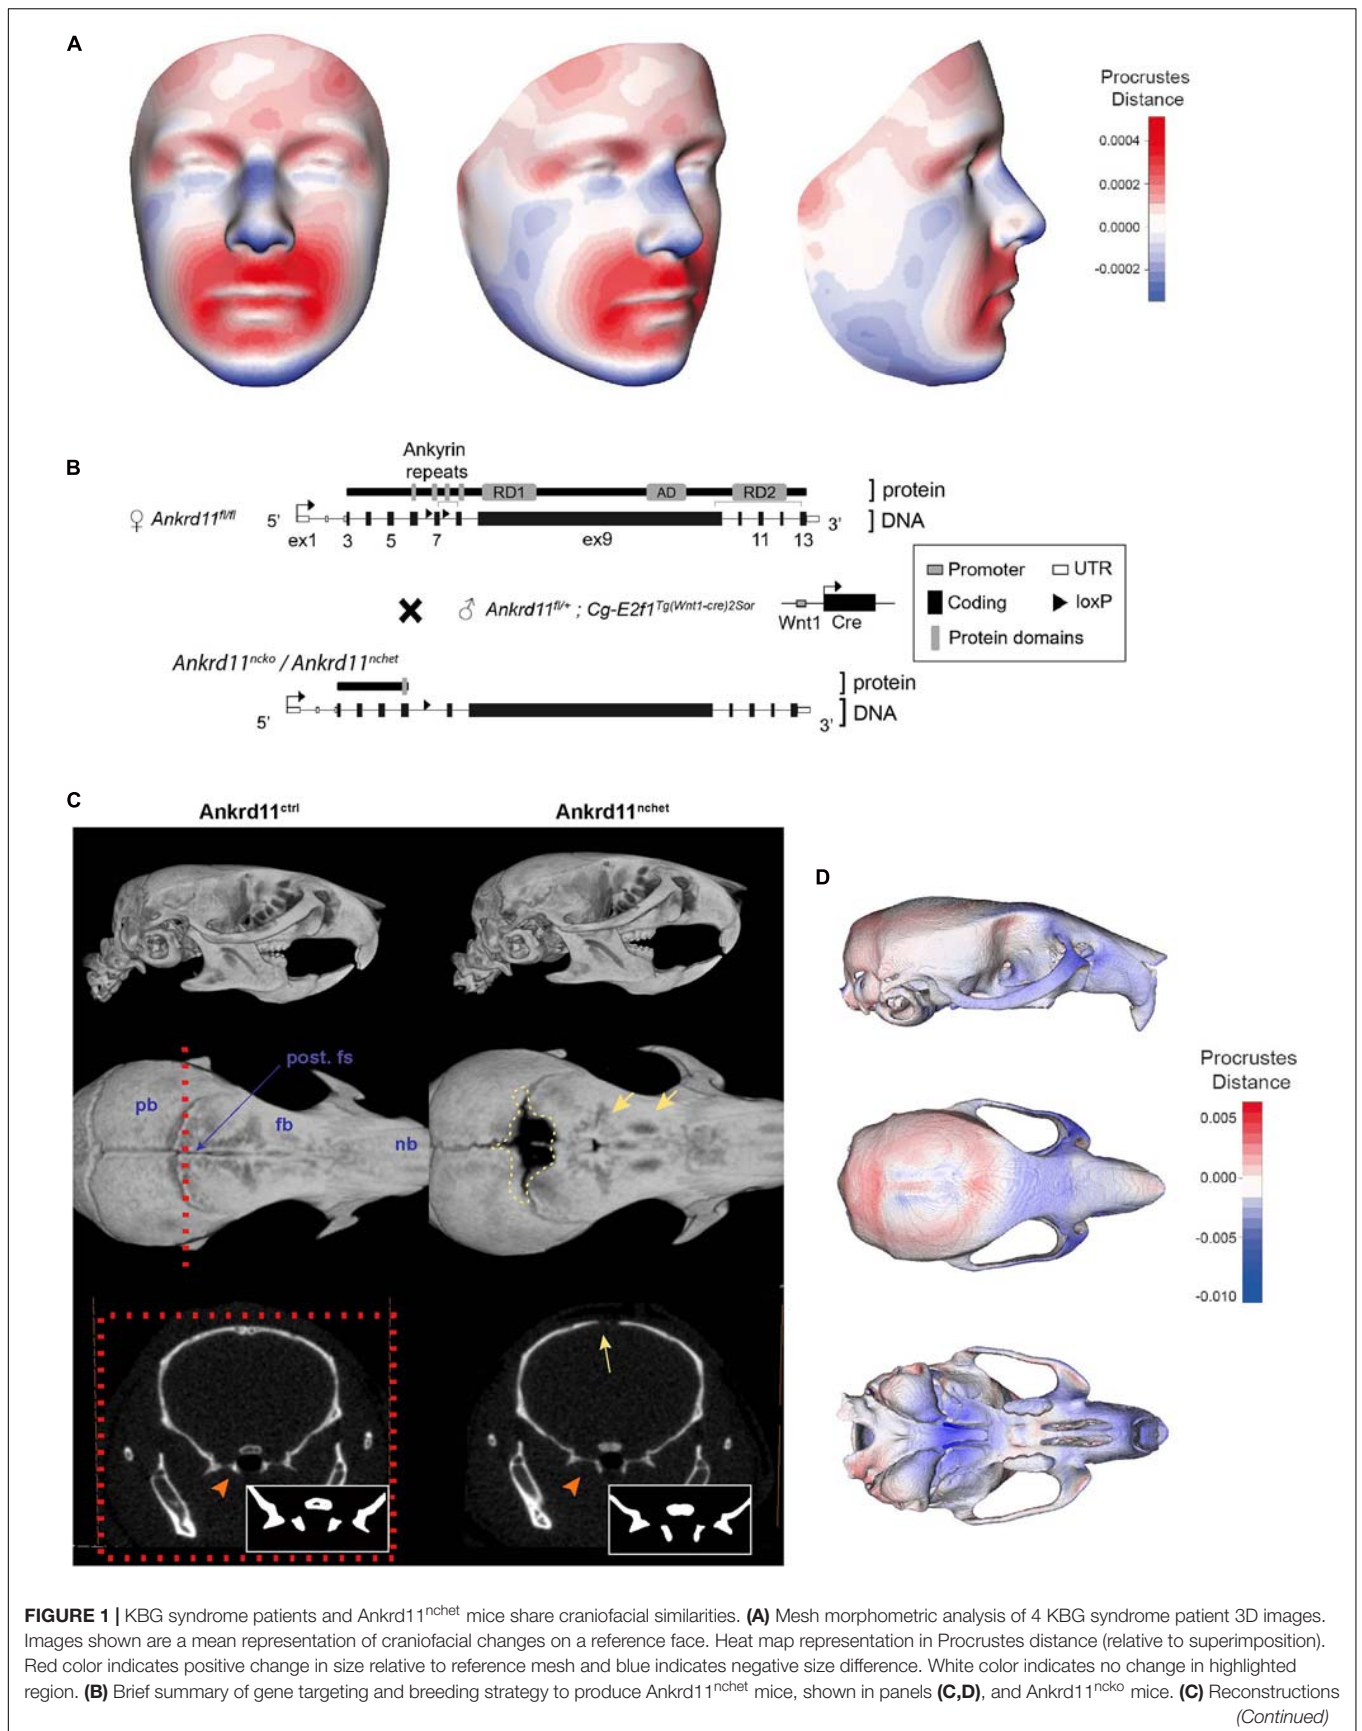 A
Procrustes
Distance
0.0004
0.0002
0.0000
-0.0002
B
Ankyrin
repeats
RD1 AD RD2 ] protein
♀ Ankrd11fl/fl 5' 3' ] DNA
ex1 3 5 7 ex9 11 13
Promoter UTR
Coding loxP
Protein domains
♂ Ankrd11fl/+ ; Cg-E2f1Tg(Wnt1-cre)2Sor
Wnt1 Cre
Ankrd11ncko / Ankrd11nchet
] protein
5' 3' ] DNA
C
Ankrd11ctrl Ankrd11nchet
post. fs
pb
fb
nb
D
Procrustes
Distance
0.005
0.000
-0.005
-0.010
FIGURE 1 | KBG syndrome patients and Ankrd11nchet mice share craniofacial similarities. (A) Mesh morphometric analysis of 4 KBG syndrome patient 3D images.
Images shown are a mean representation of craniofacial changes on a reference face. Heat map representation in Procrustes distance (relative to superimposition).
Red color indicates positive change in size relative to reference mesh and blue indicates negative size difference. White color indicates no change in highlighted
region. (B) Brief summary of gene targeting and breeding strategy to produce Ankrd11nchet mice, shown in panels (C,D), and Ankrd11ncko mice. (C) Reconstructions
(Continued)